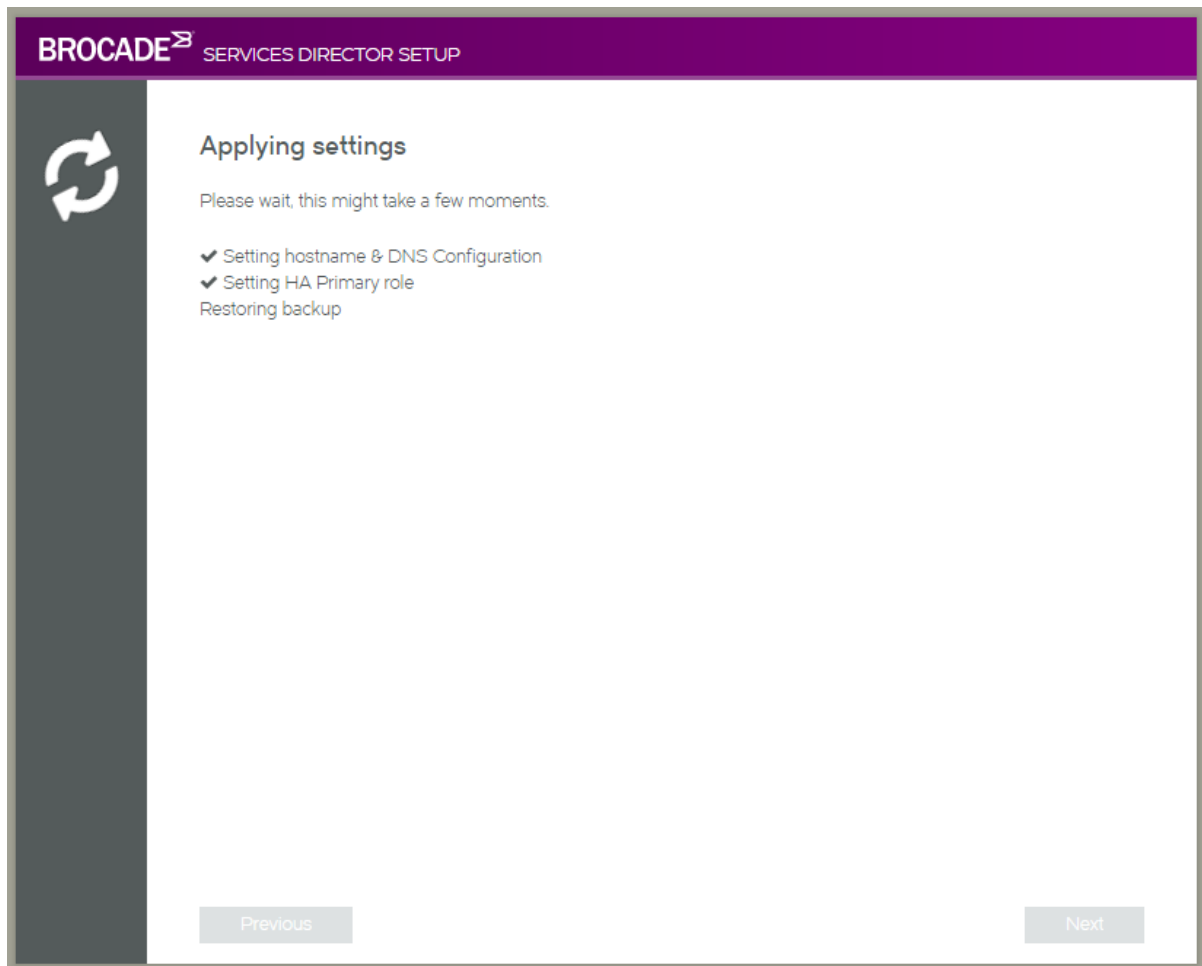 BROCADE SERVICES DIRECTOR SETUP
Applying settings
Please wait, this might take a few moments.
✔ Setting hostname & DNS Configuration
✔ Setting HA Primary role
Restoring backup
Previous
Next